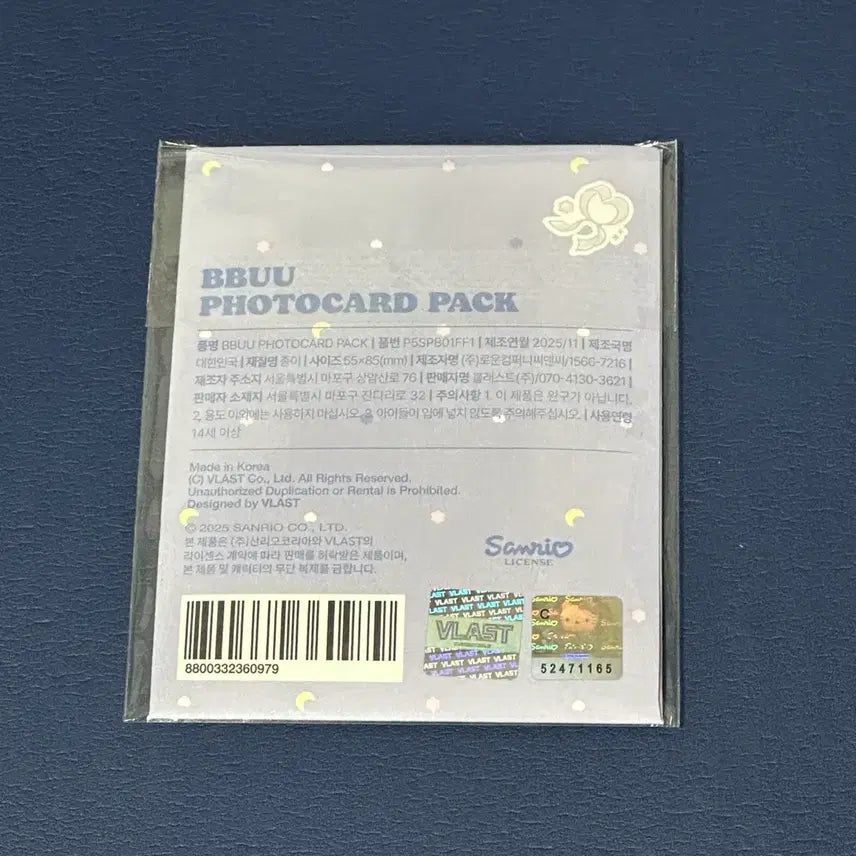 BBUU
PHOTOCARD PACK
품명 BBUU PHOTOCARD PACK | 품번 P5SPB01FF1 | 제조연월 2025/11 | 제조국명
대한민국 | 재질명 종이 | 사이즈 55×85(mm) | 제조자명 (주)로운컴퍼니씨앤씨/1566-7216 |
제조자 주소지 서울특별시 마포구 상암산로 76 | 판매자명 블래스트(주)/070-4130-3621 |
판매자 소재지 서울특별시 마포구 잔다리로 32 | 주의사항 1. 이 제품은 완구가 아닙니다.
2. 용도 이외에는 사용하지 마십시오. 3. 아이들이 입에 넣지 않도록 주의해주십시오. | 사용연령
14세 이상
Made in Korea
(C) VLAST Co., Ltd. All Rights Reserved.
Unauthorized Duplication or Rental is Prohibited.
Designed by VLAST
© 2025 SANRIO CO., LTD.
본 제품은 (주)산리오코리아와 VLAST의
라이센스 계약에 따라 판매를 허락받은 제품이며,
본 제품 및 캐릭터의 무단 복제를 금합니다.
Sanrio
LICENSE
8800332360979
VLAST
52471165